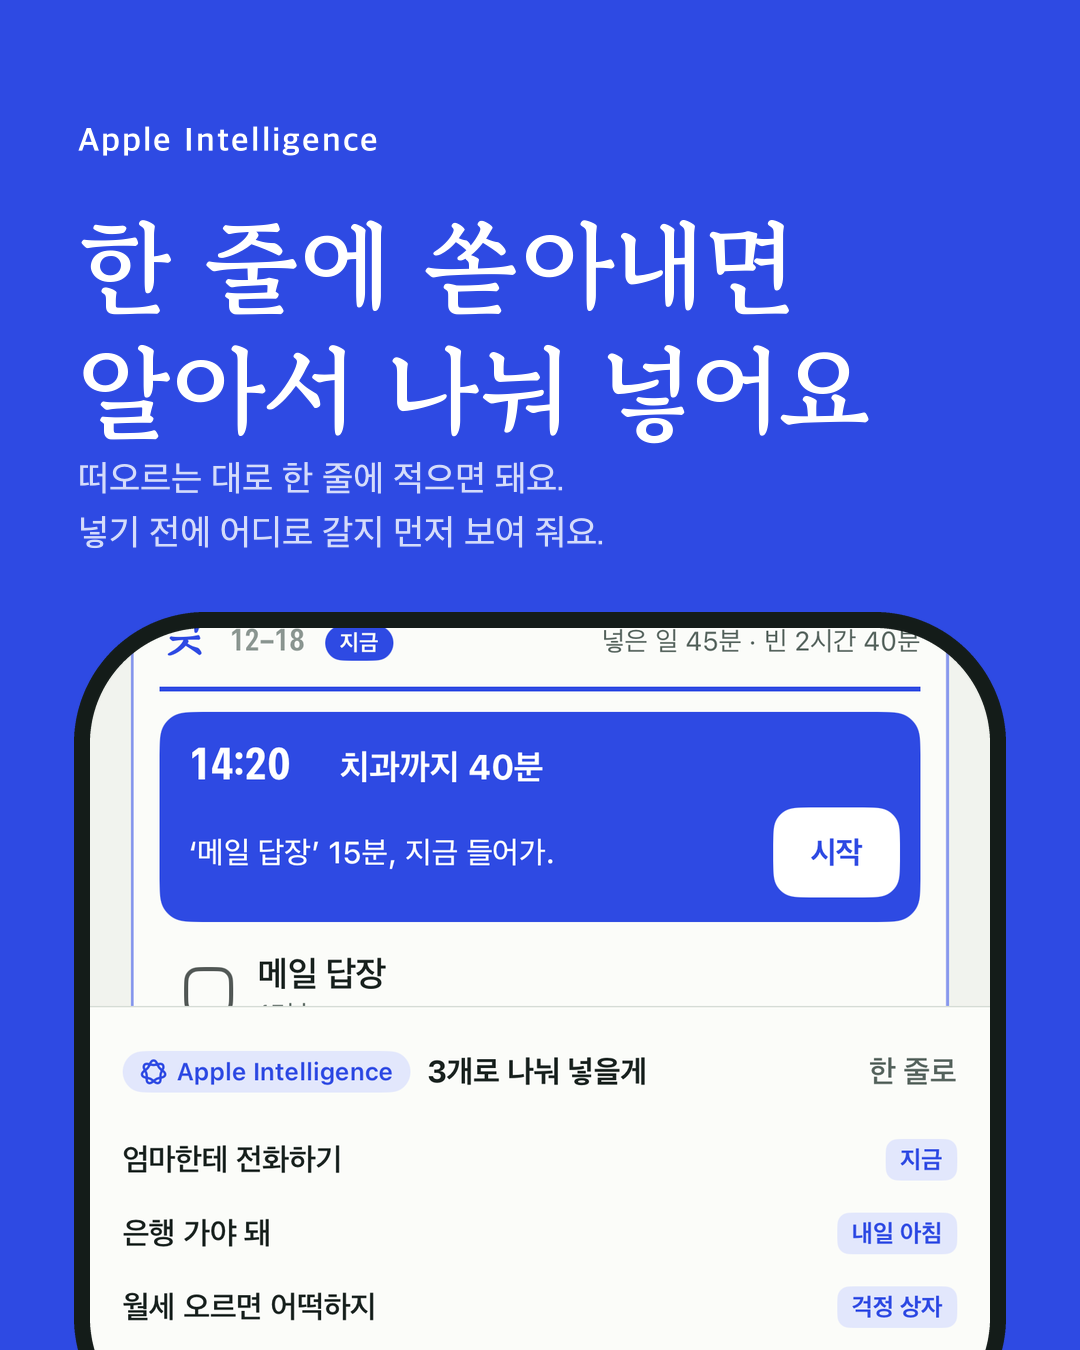 Apple Intelligence
한 줄에 쏟아내면
알아서 나눠 넣어요
떠오르는 대로 한 줄에 적으면 돼요.
넣기 전에 어디로 갈지 먼저 보여 줘요.
12–18 지금 넣은 일 45분 · 빈 2시간 40분
14:20 치과까지 40분
‘메일 답장’ 15분, 지금 들어가.
시작
메일 답장
Apple Intelligence 3개로 나눠 넣을게 한 줄로
엄마한테 전화하기 지금
은행 가야 돼 내일 아침
월세 오르면 어떡하지 걱정 상자